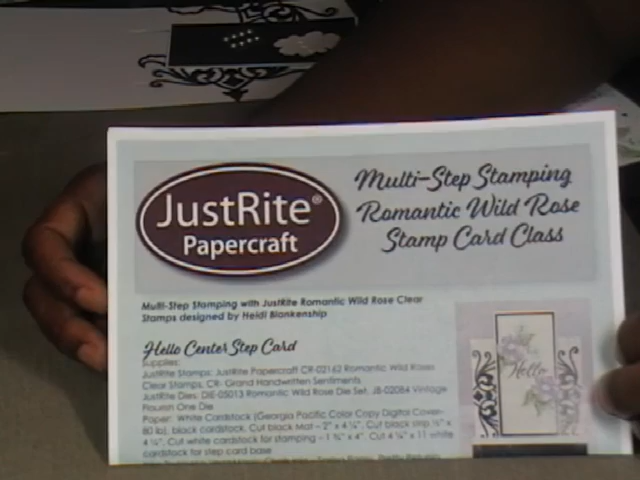 JustRite®
Papercraft
Multi-Step Stamping
Romantic Wild Rose
Stamp Card Class
Multi-Step Stamping with JustRite Romantic Wild Rose Clear
Stamps designed by Heidi Blankenship
Hello Center Step Card
Supplies:
JustRite Stamps: JustRite Papercraft CR-02162 Romantic Wild Roses
Clear Stamps, CR- Grand Handwritten Sentiments
JustRite Dies: DIE-05013 Romantic Wild Rose Die Set, JB-02084 Vintage
Flourish One Die
Paper: White Cardstock (Georgia Pacific Color Copy Digital Cover-
80 lb), black cardstock. Cut black Mat – 2" x 4 ¼", Cut black strip ½" x
4 ¼", Cut white cardstock for stamping – 1 ¾" x 4", Cut 4 ¼" x 11 white
cardstock for step card base
Hello